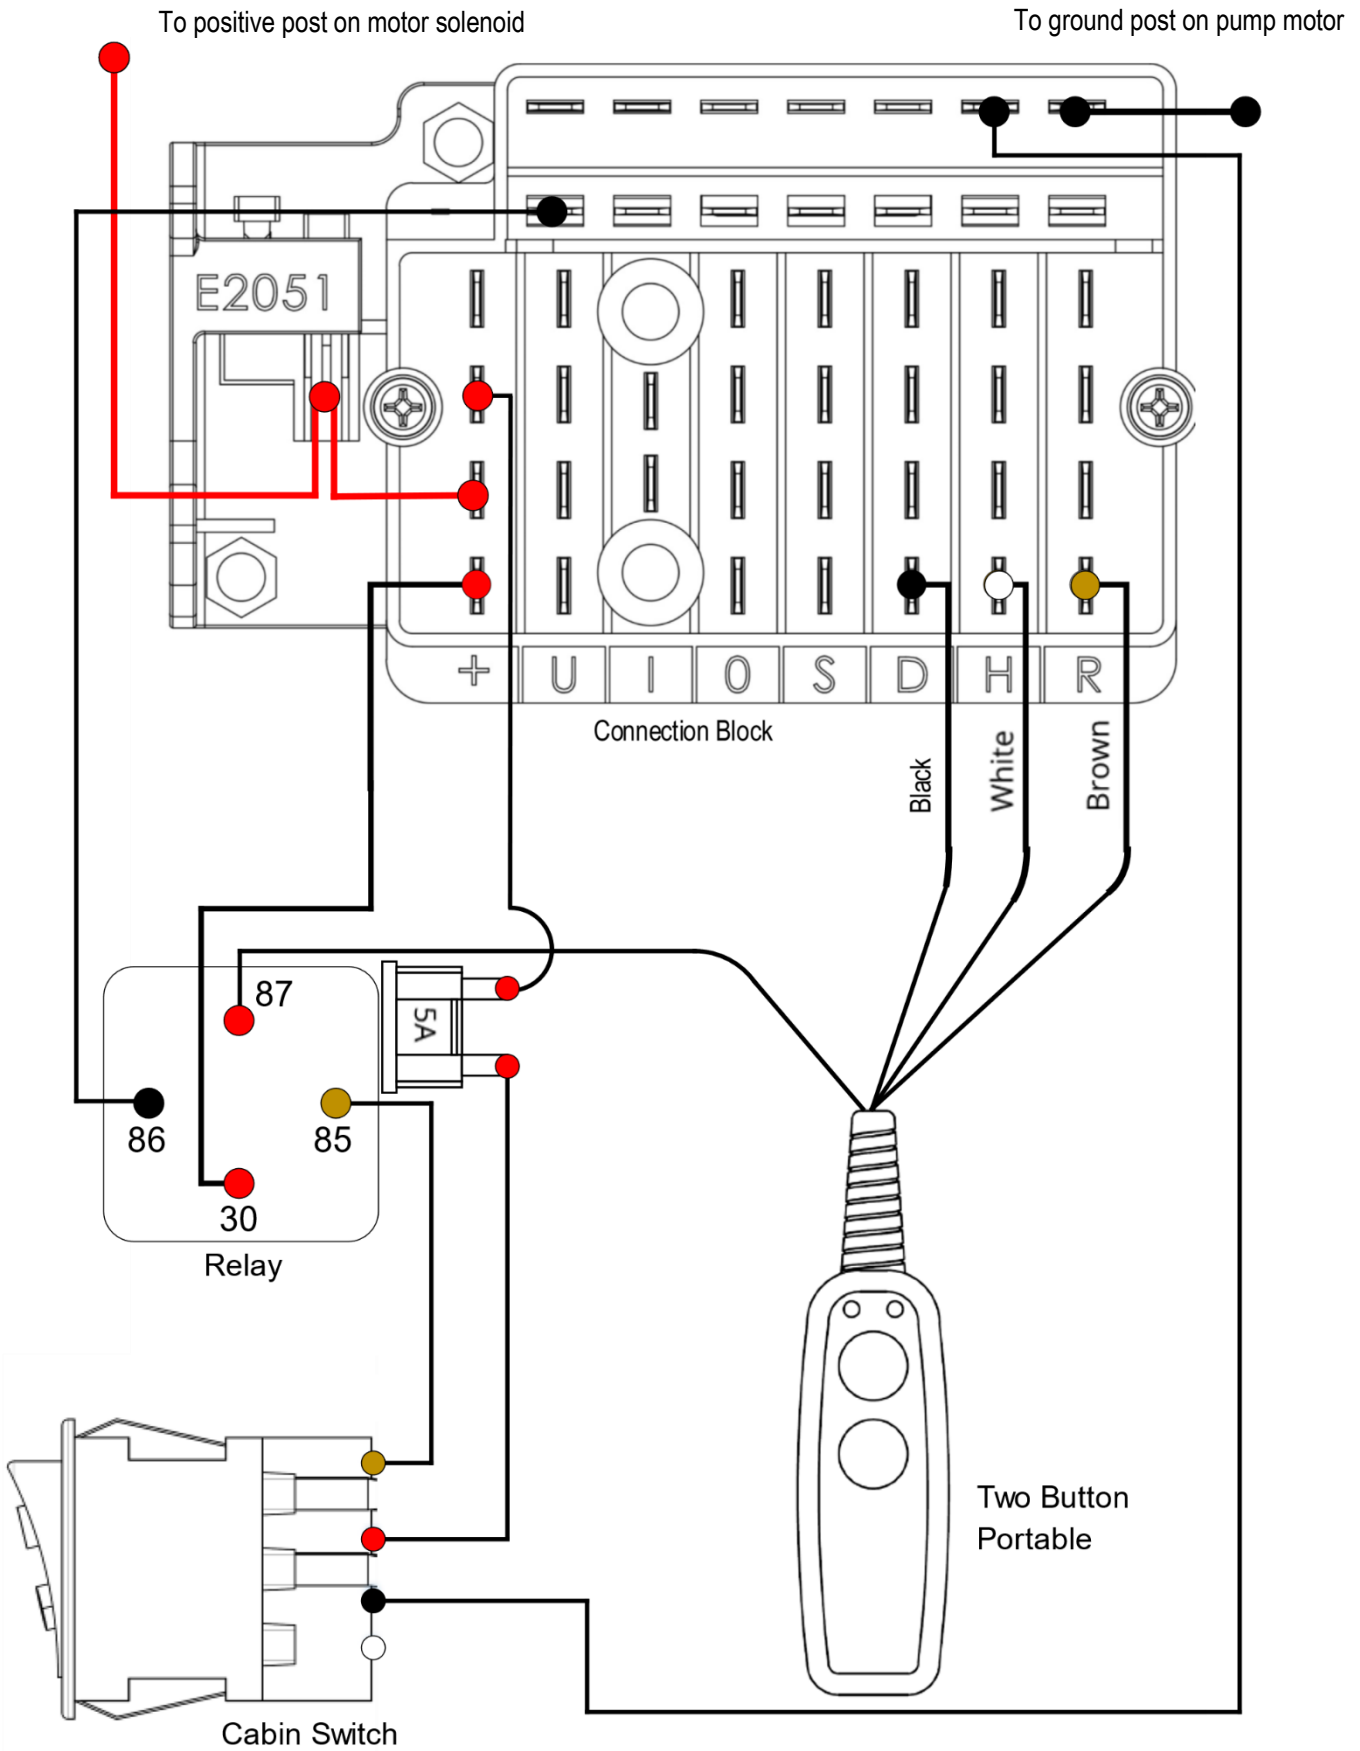 To positive post on motor solenoid
To ground post on pump motor
E2051
+ U I 0 S D H R
Connection Block
Black
White
Brown
87
5A
86
85
30
Relay
Two Button
Portable
Cabin Switch